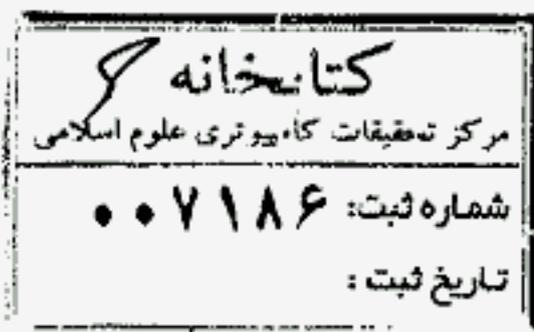 کتابخانه
مرکز تحقیقات کامپیوتری علوم اسلامی
شماره ثبت: ۰۰۷۱۸۶
تاریخ ثبت: